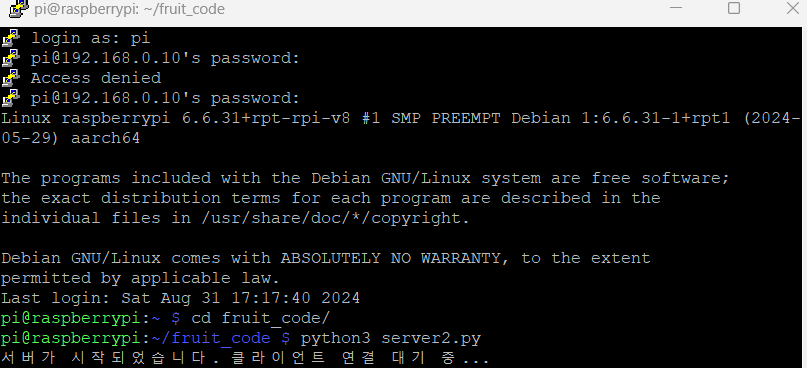 pi@raspberrypi: ~/fruit_code
login as: pi
pi@192.168.0.10's password:
Access denied
pi@192.168.0.10's password:
Linux raspberrypi 6.6.31+rpt-rpi-v8 #1 SMP PREEMPT Debian 1:6.6.31-1+rpt1 (2024-
05-29) aarch64
The programs included with the Debian GNU/Linux system are free software;
the exact distribution terms for each program are described in the
individual files in /usr/share/doc/*/copyright.
Debian GNU/Linux comes with ABSOLUTELY NO WARRANTY, to the extent
permitted by applicable law.
Last login: Sat Aug 31 17:17:40 2024
pi@raspberrypi:~ $ cd fruit_code/
pi@raspberrypi:~/fruit_code $ python3 server2.py
서버가 시작되었습니다. 클라이언트 연결 대기 중...